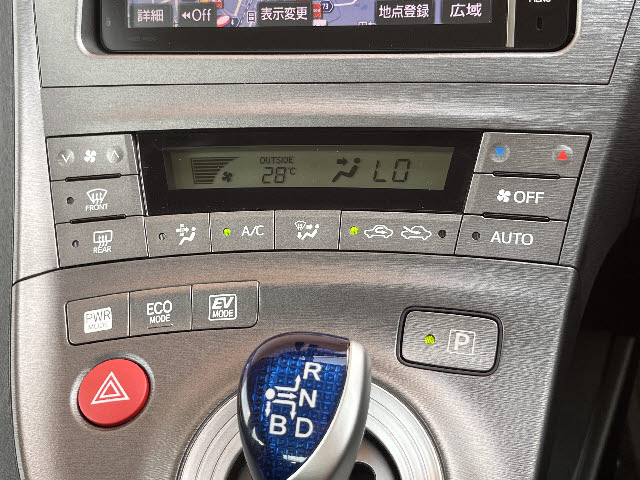 詳細 ◀◀Off 表示変更 地点登録 広域
73
OUTSIDE
28℃ LO
FRONT
OFF
REAR
A/C
AUTO
PWR MODE
ECO MODE
EV MODE
P
R
N
B D